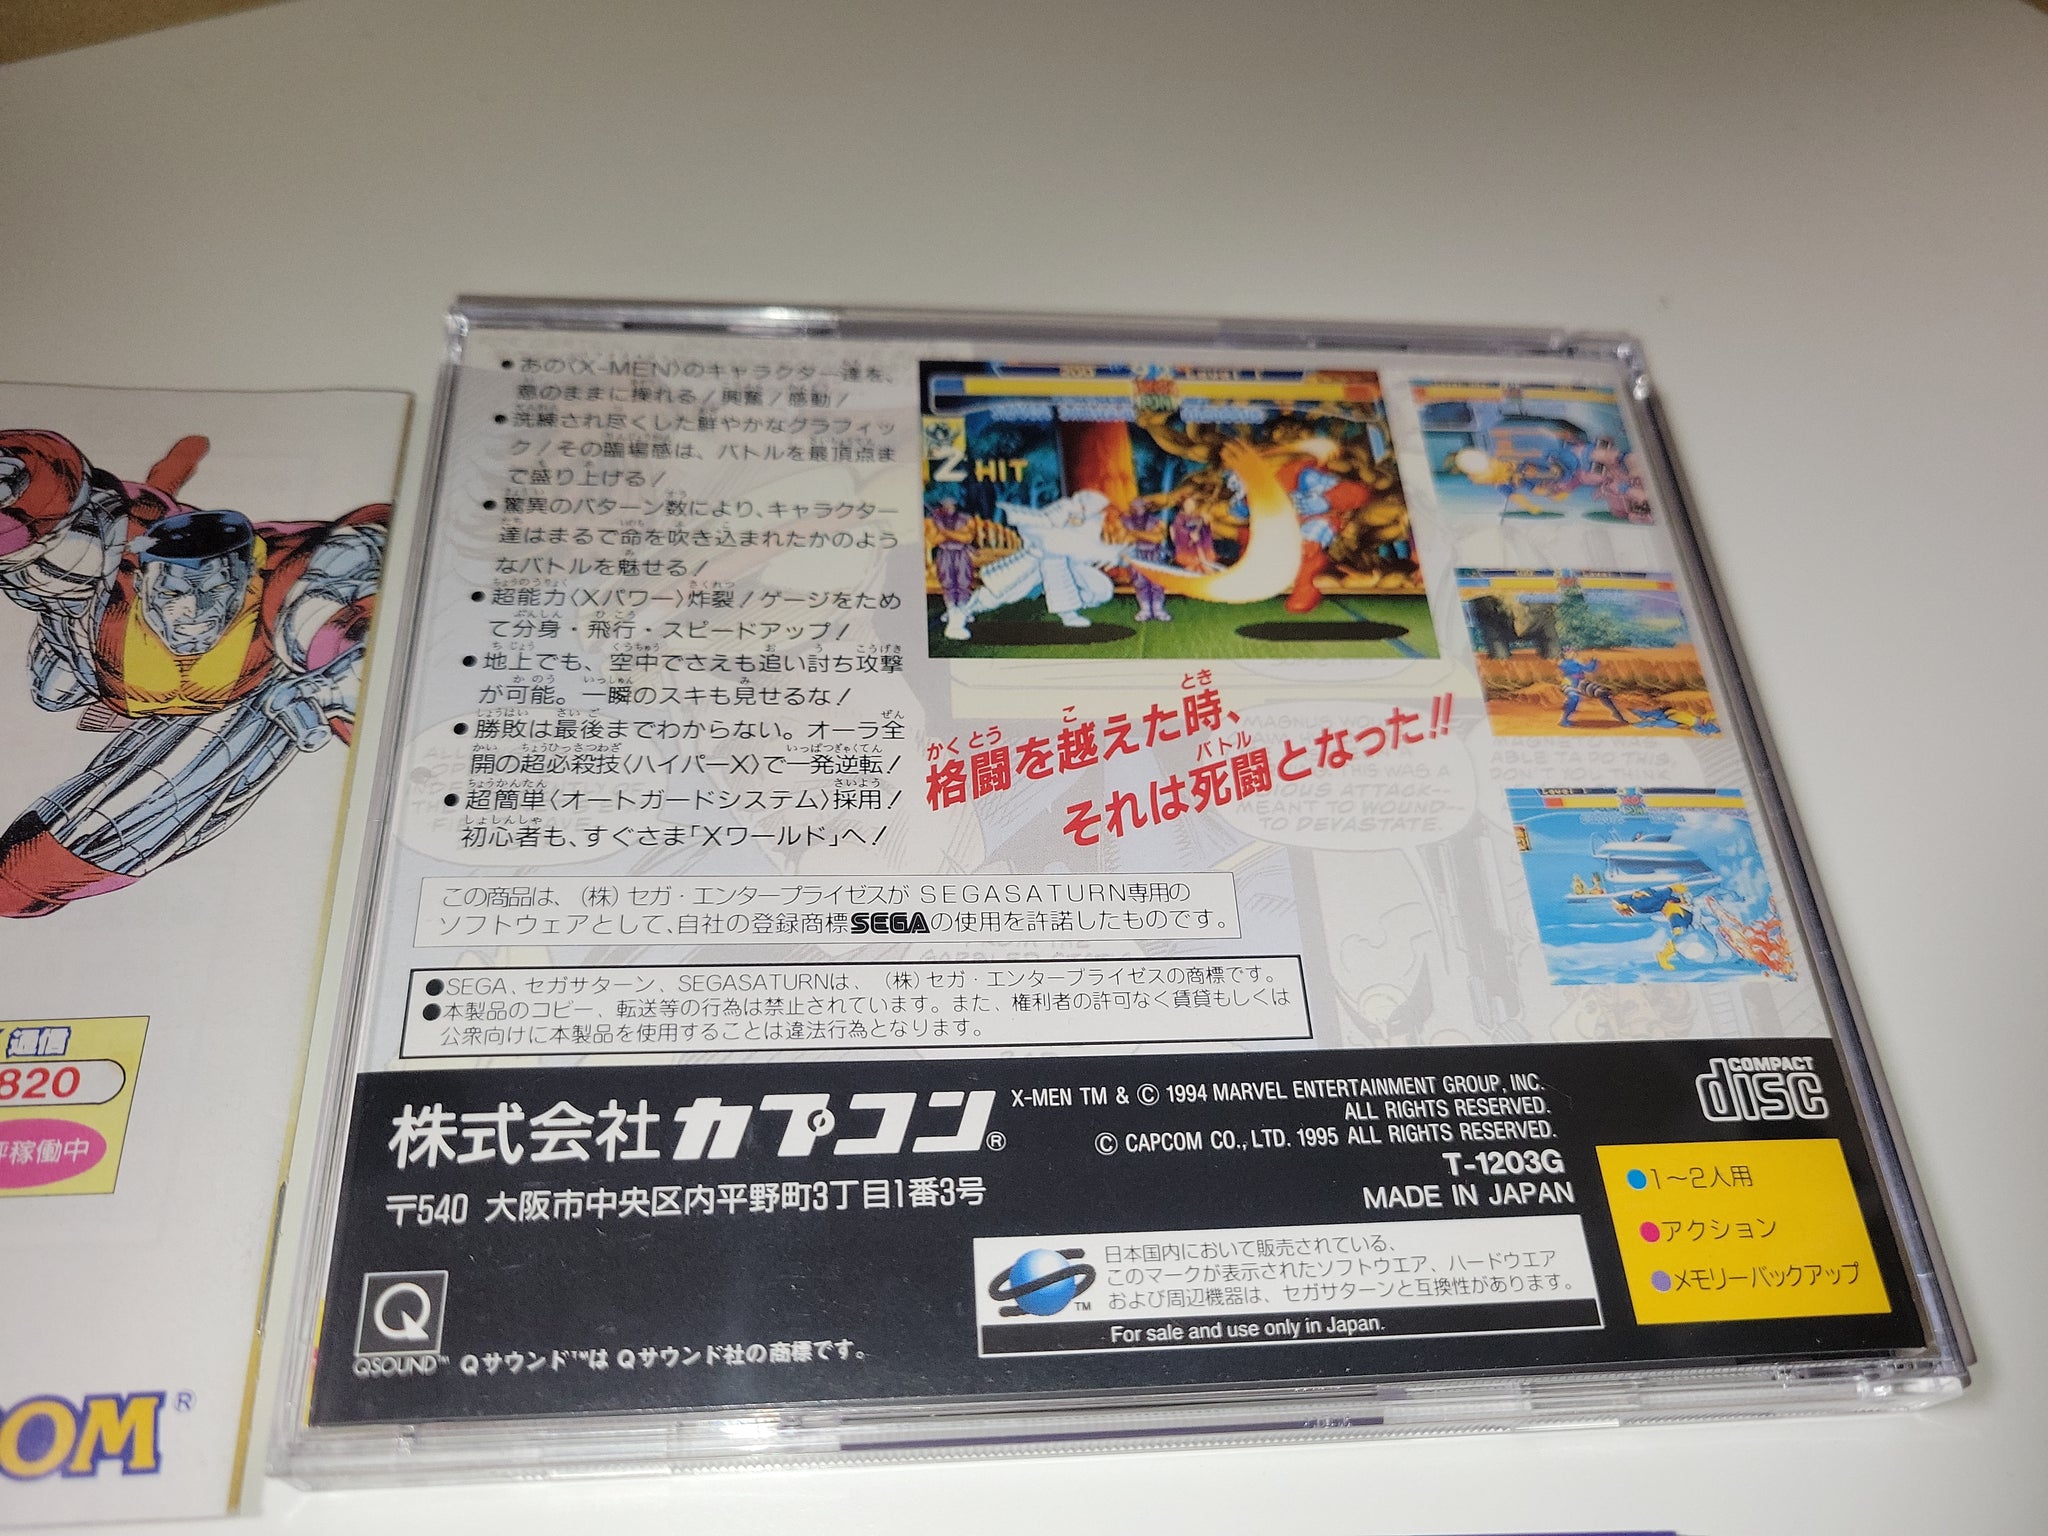 ●あの〈X-MEN〉のキャラクター達を、
意のままに操れる!興奮!感動!
●洗練され尽くした鮮やかなグラフィッ
ク!その臨場感は、バトルを最頂点ま
で盛り上げる!
●驚異のパターン数により、キャラクター
達はまるで命を吹き込まれたかのよう
なバトルを魅せる!
●超能力〈Xパワー〉炸裂!ゲージをため
て分身・飛行・スピードアップ!
●地上でも、空中でさえも追い討ち攻撃
が可能。一瞬のスキも見せるな!
●勝敗は最後までわからない。オーラ全
開の超必殺技〈ハイパーX〉で一発逆転!
●超簡単〈オートガードシステム〉採用!
初心者も、すぐさま「Xワールド」へ!
2 HIT
格闘を越えた時、
それは死闘となった!!
この商品は、(株)セガ・エンタープライゼスがSEGASATURN専用の
ソフトウェアとして、自社の登録商標SEGAの使用を許諾したものです。
●SEGA、セガサターン、SEGASATURNは、(株)セガ・エンタープライゼスの商標です。
●本製品のコピー、転送等の行為は禁止されています。また、権利者の許可なく賃貸もしくは
公衆向けに本製品を使用することは違法行為となります。
株式会社カプコン®
〒540 大阪市中央区内平野町3丁目1番3号
X-MEN TM & © 1994 MARVEL ENTERTAINMENT GROUP, INC.
ALL RIGHTS RESERVED.
© CAPCOM CO., LTD. 1995 ALL RIGHTS RESERVED.
T-1203G
MADE IN JAPAN
COMPACT
disc
●1〜2人用
●アクション
●メモリーバックアップ
日本国内において販売されている、
このマークが表示されたソフトウエア、ハードウエア
および周辺機器は、セガサターンと互換性があります。
TM
For sale and use only in Japan.
Q
QSOUND™ Qサウンド™は Qサウンド社の商標です。
通信
820
稼働中
OM®